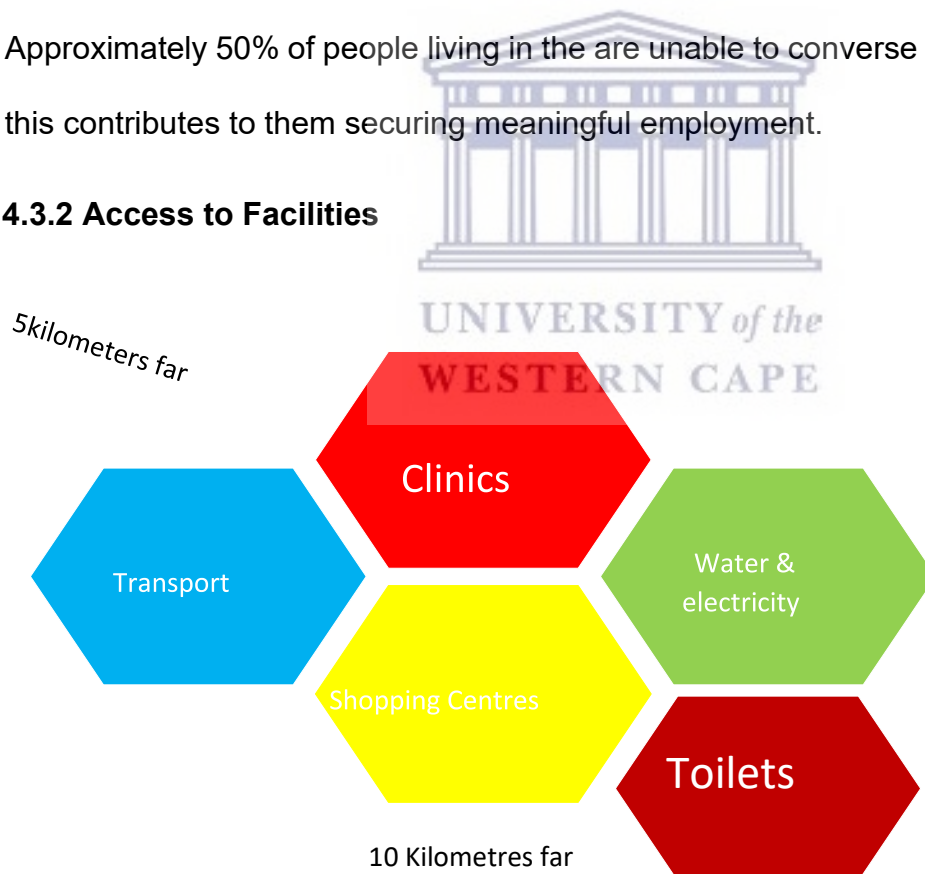 Approximately 50% of people living in the are unable to converse
this contributes to them securing meaningful employment.
4.3.2 Access to Facilities
UNIVERSITY of the
WESTERN CAPE
5kilometers far
Clinics
Transport
Water &
electricity
Shopping Centres
Toilets
10 Kilometres far